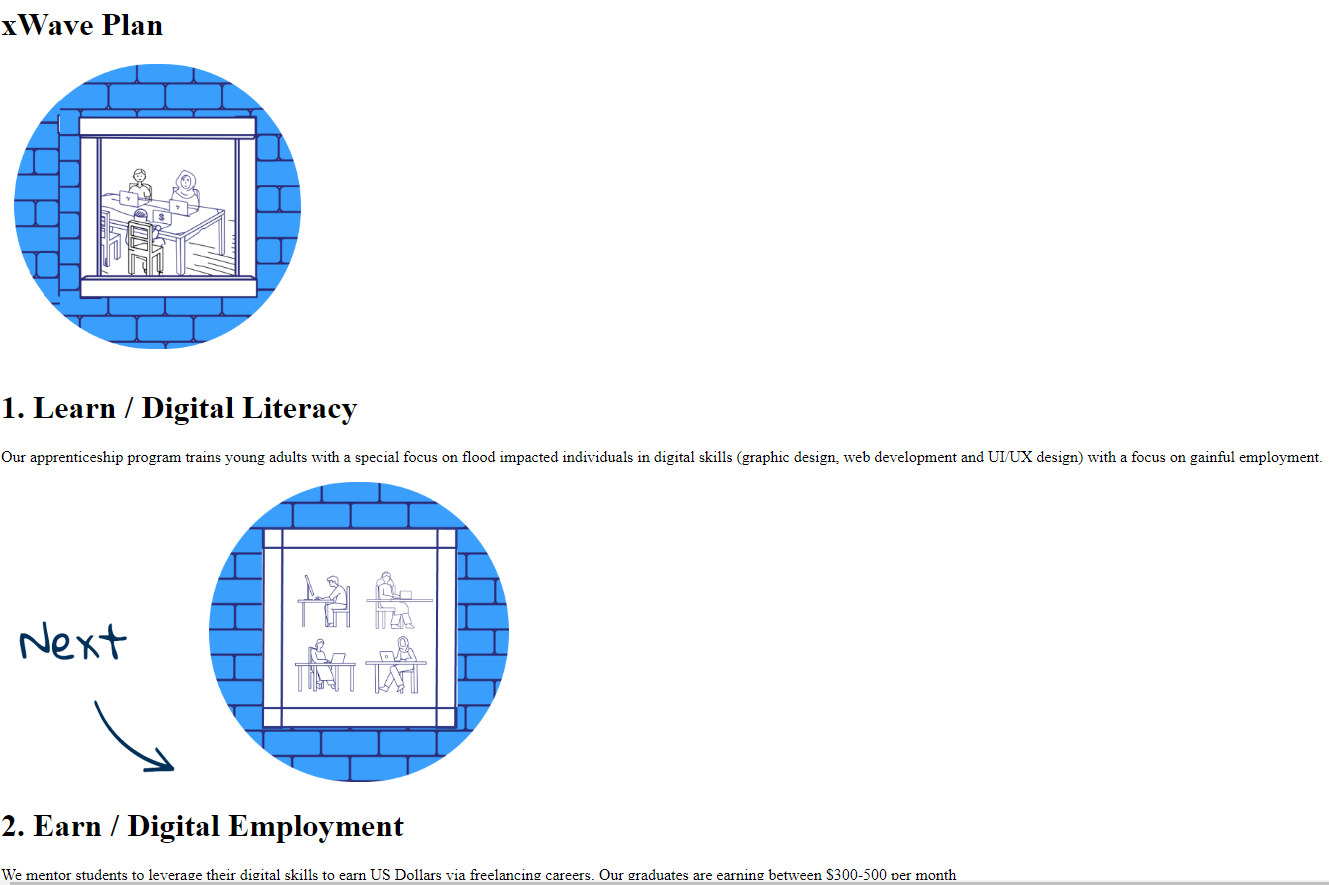 xWave Plan
$
1. Learn / Digital Literacy
Our apprenticeship program trains young adults with a special focus on flood impacted individuals in digital skills (graphic design, web development and UI/UX design) with a focus on gainful employment.
Next
2. Earn / Digital Employment
We mentor students to leverage their digital skills to earn US Dollars via freelancing careers. Our graduates are earning between $300-500 per month